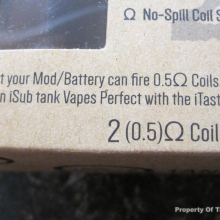 Ω No-Spill Coil S
t your Mod/Battery can fire 0.5Ω Coils
n iSub tank Vapes Perfect with the iTast
2 (0.5)Ω Coil
Property Of T